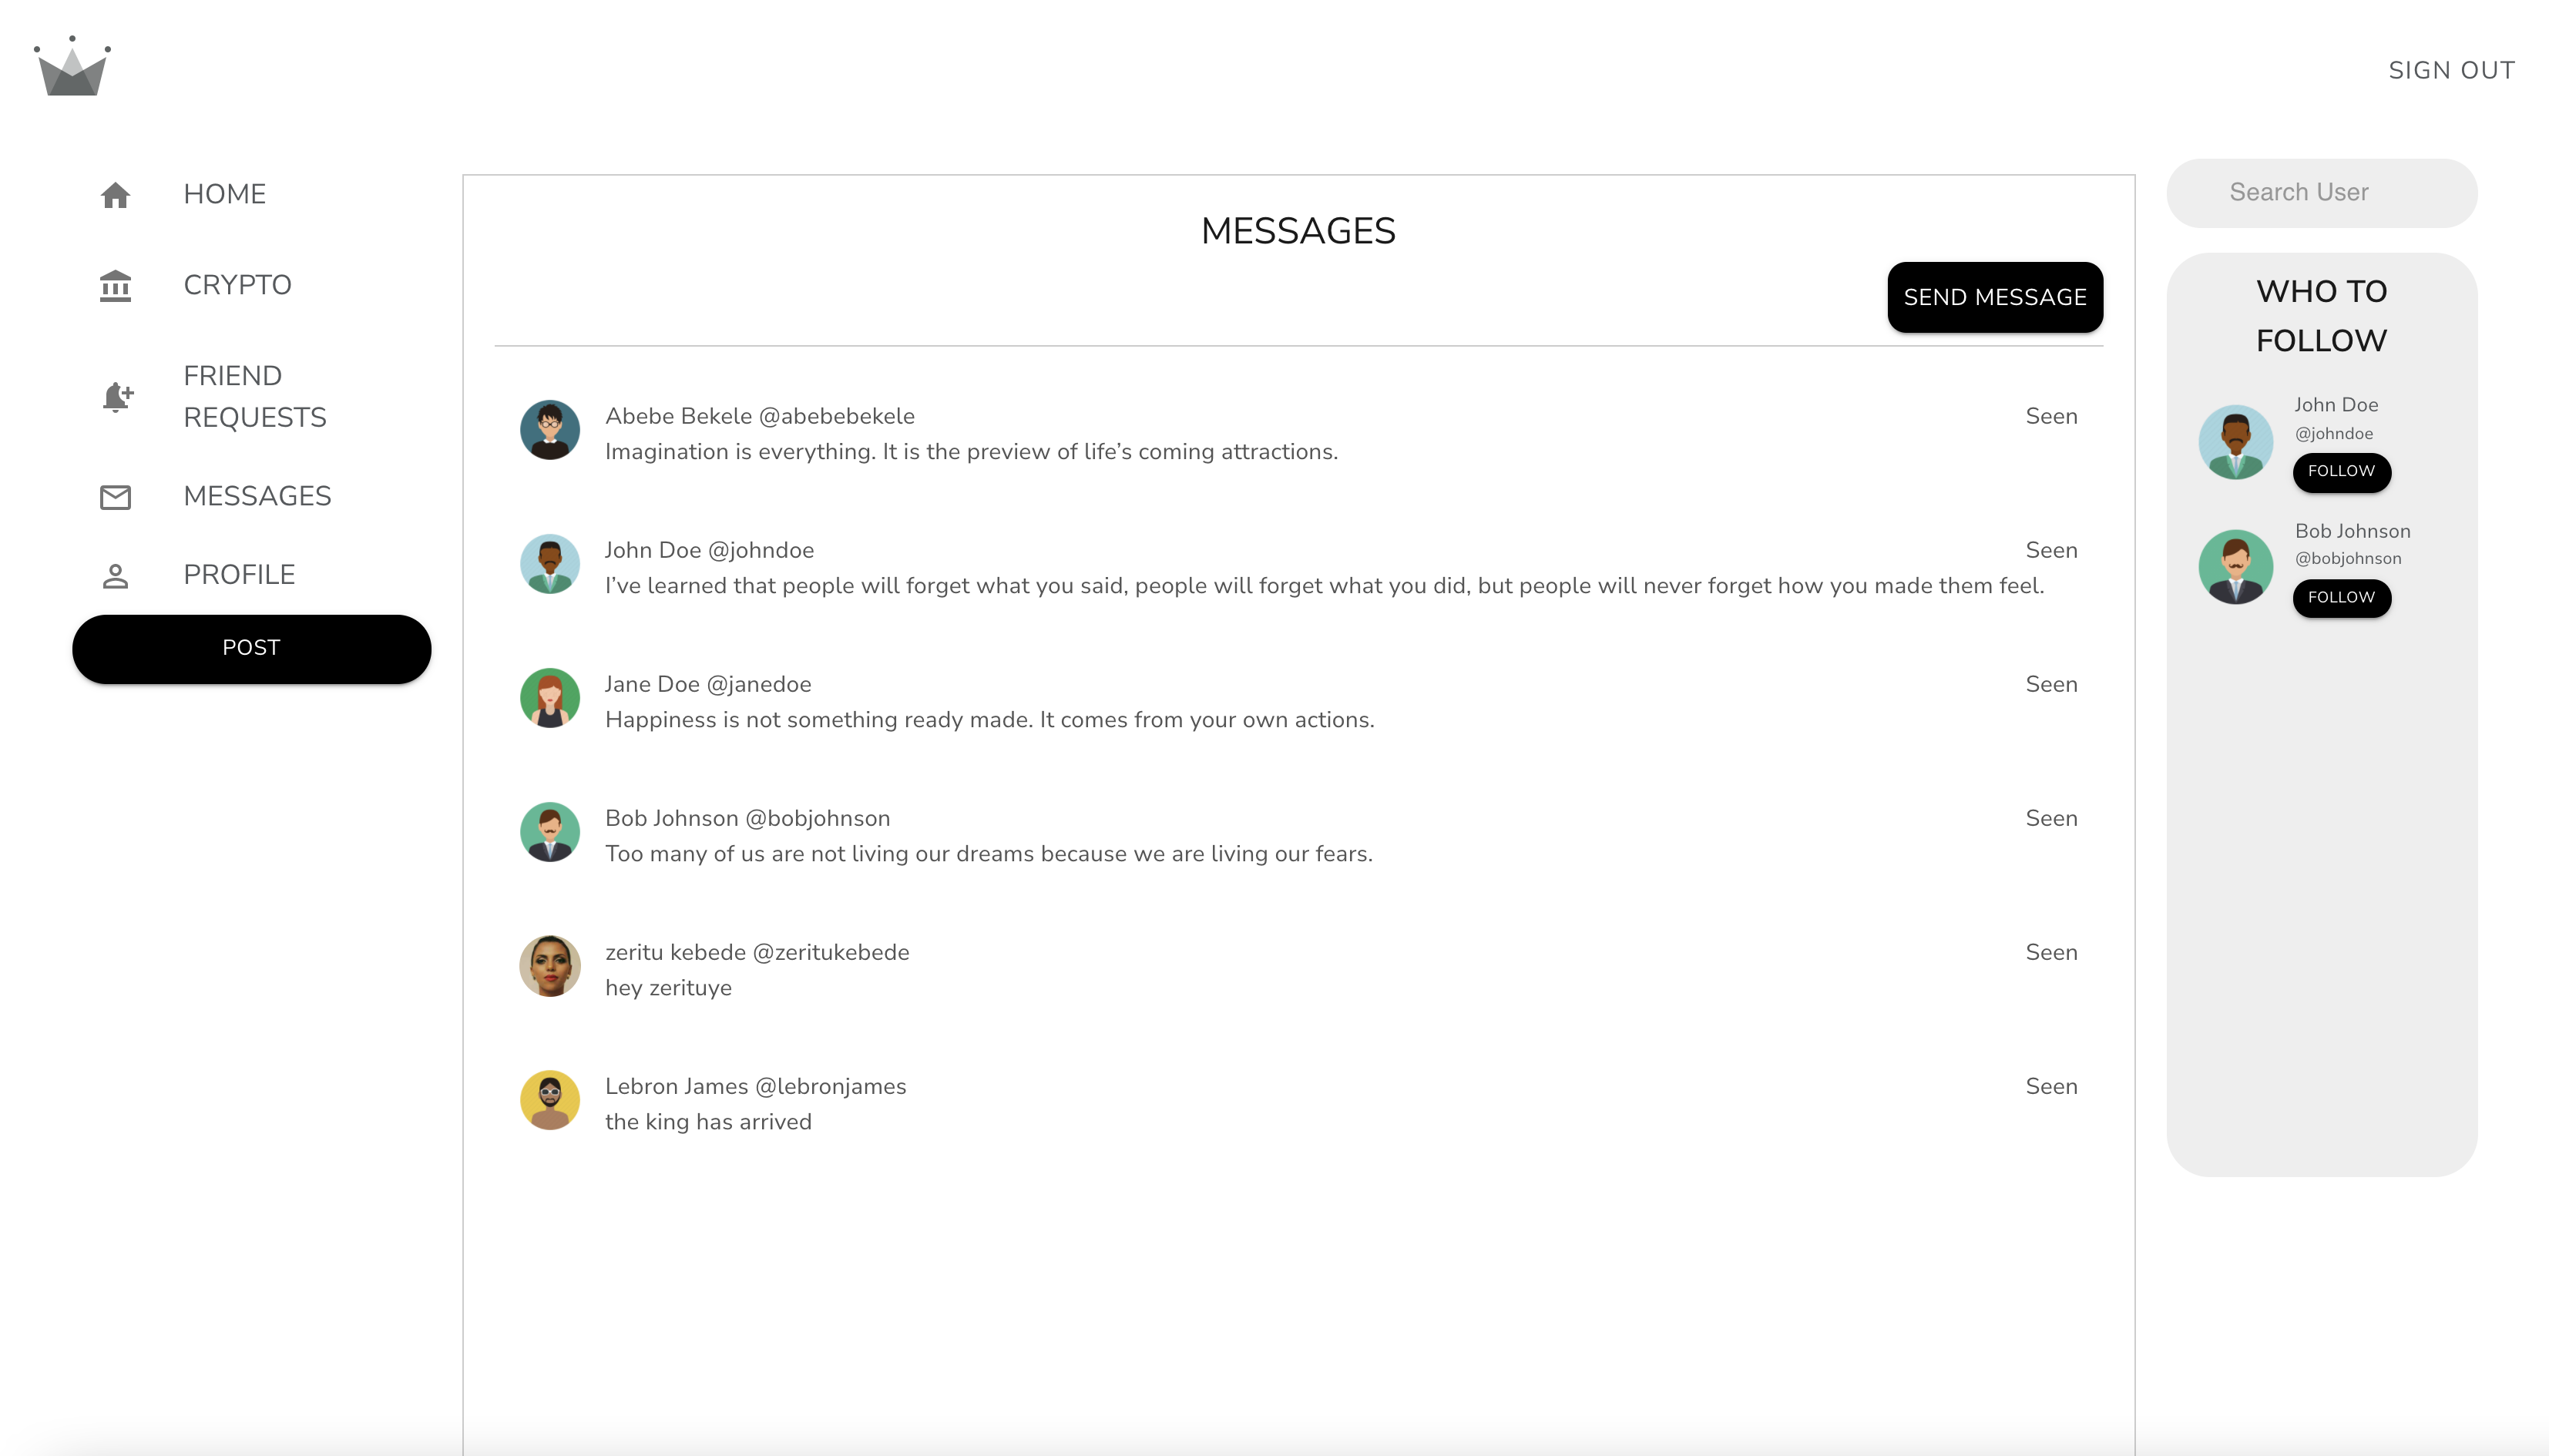 SIGN OUT
HOME
CRYPTO
FRIEND
REQUESTS
MESSAGES
PROFILE
POST
MESSAGES
SEND MESSAGE
Abebe Bekele @abebebekele
Seen
Imagination is everything. It is the preview of life’s coming attractions.
John Doe @johndoe
Seen
I’ve learned that people will forget what you said, people will forget what you did, but people will never forget how you made them feel.
Jane Doe @janedoe
Seen
Happiness is not something ready made. It comes from your own actions.
Bob Johnson @bobjohnson
Seen
Too many of us are not living our dreams because we are living our fears.
zeritu kebede @zeritukebede
Seen
hey zerituye
Lebron James @lebronjames
Seen
the king has arrived
Search User
WHO TO
FOLLOW
John Doe
@johndoe
FOLLOW
Bob Johnson
@bobjohnson
FOLLOW